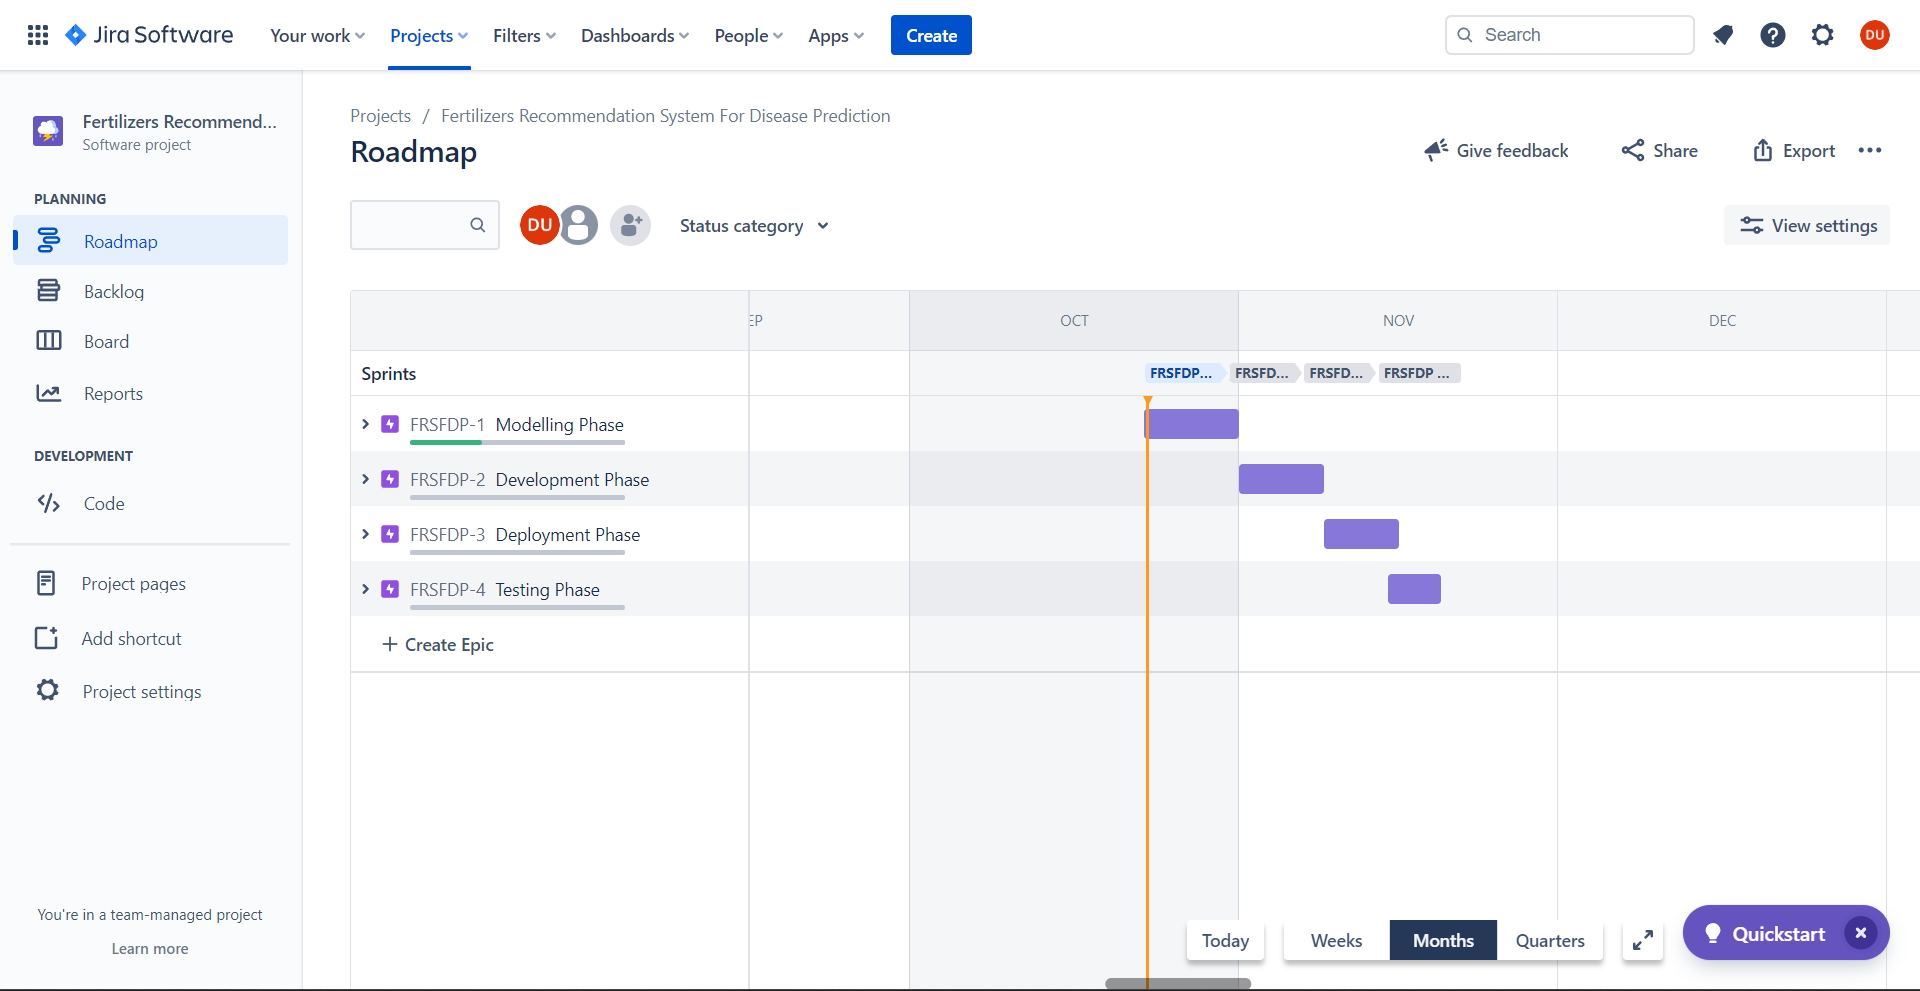 Jira Software Your work Projects Filters Dashboards People Apps Create Search DU
Fertilizers Recommend...
Software project
PLANNING
Roadmap
Backlog
Board
Reports
DEVELOPMENT
Code
Project pages
Add shortcut
Project settings
You're in a team-managed project
Learn more
Projects / Fertilizers Recommendation System For Disease Prediction
Roadmap
Give feedback Share Export
DU Status category View settings
EP OCT NOV DEC
Sprints FRSFDP... FRSFD... FRSFD... FRSFDP ...
FRSFDP-1 Modelling Phase
FRSFDP-2 Development Phase
FRSFDP-3 Deployment Phase
FRSFDP-4 Testing Phase
+ Create Epic
Today Weeks Months Quarters Quickstart